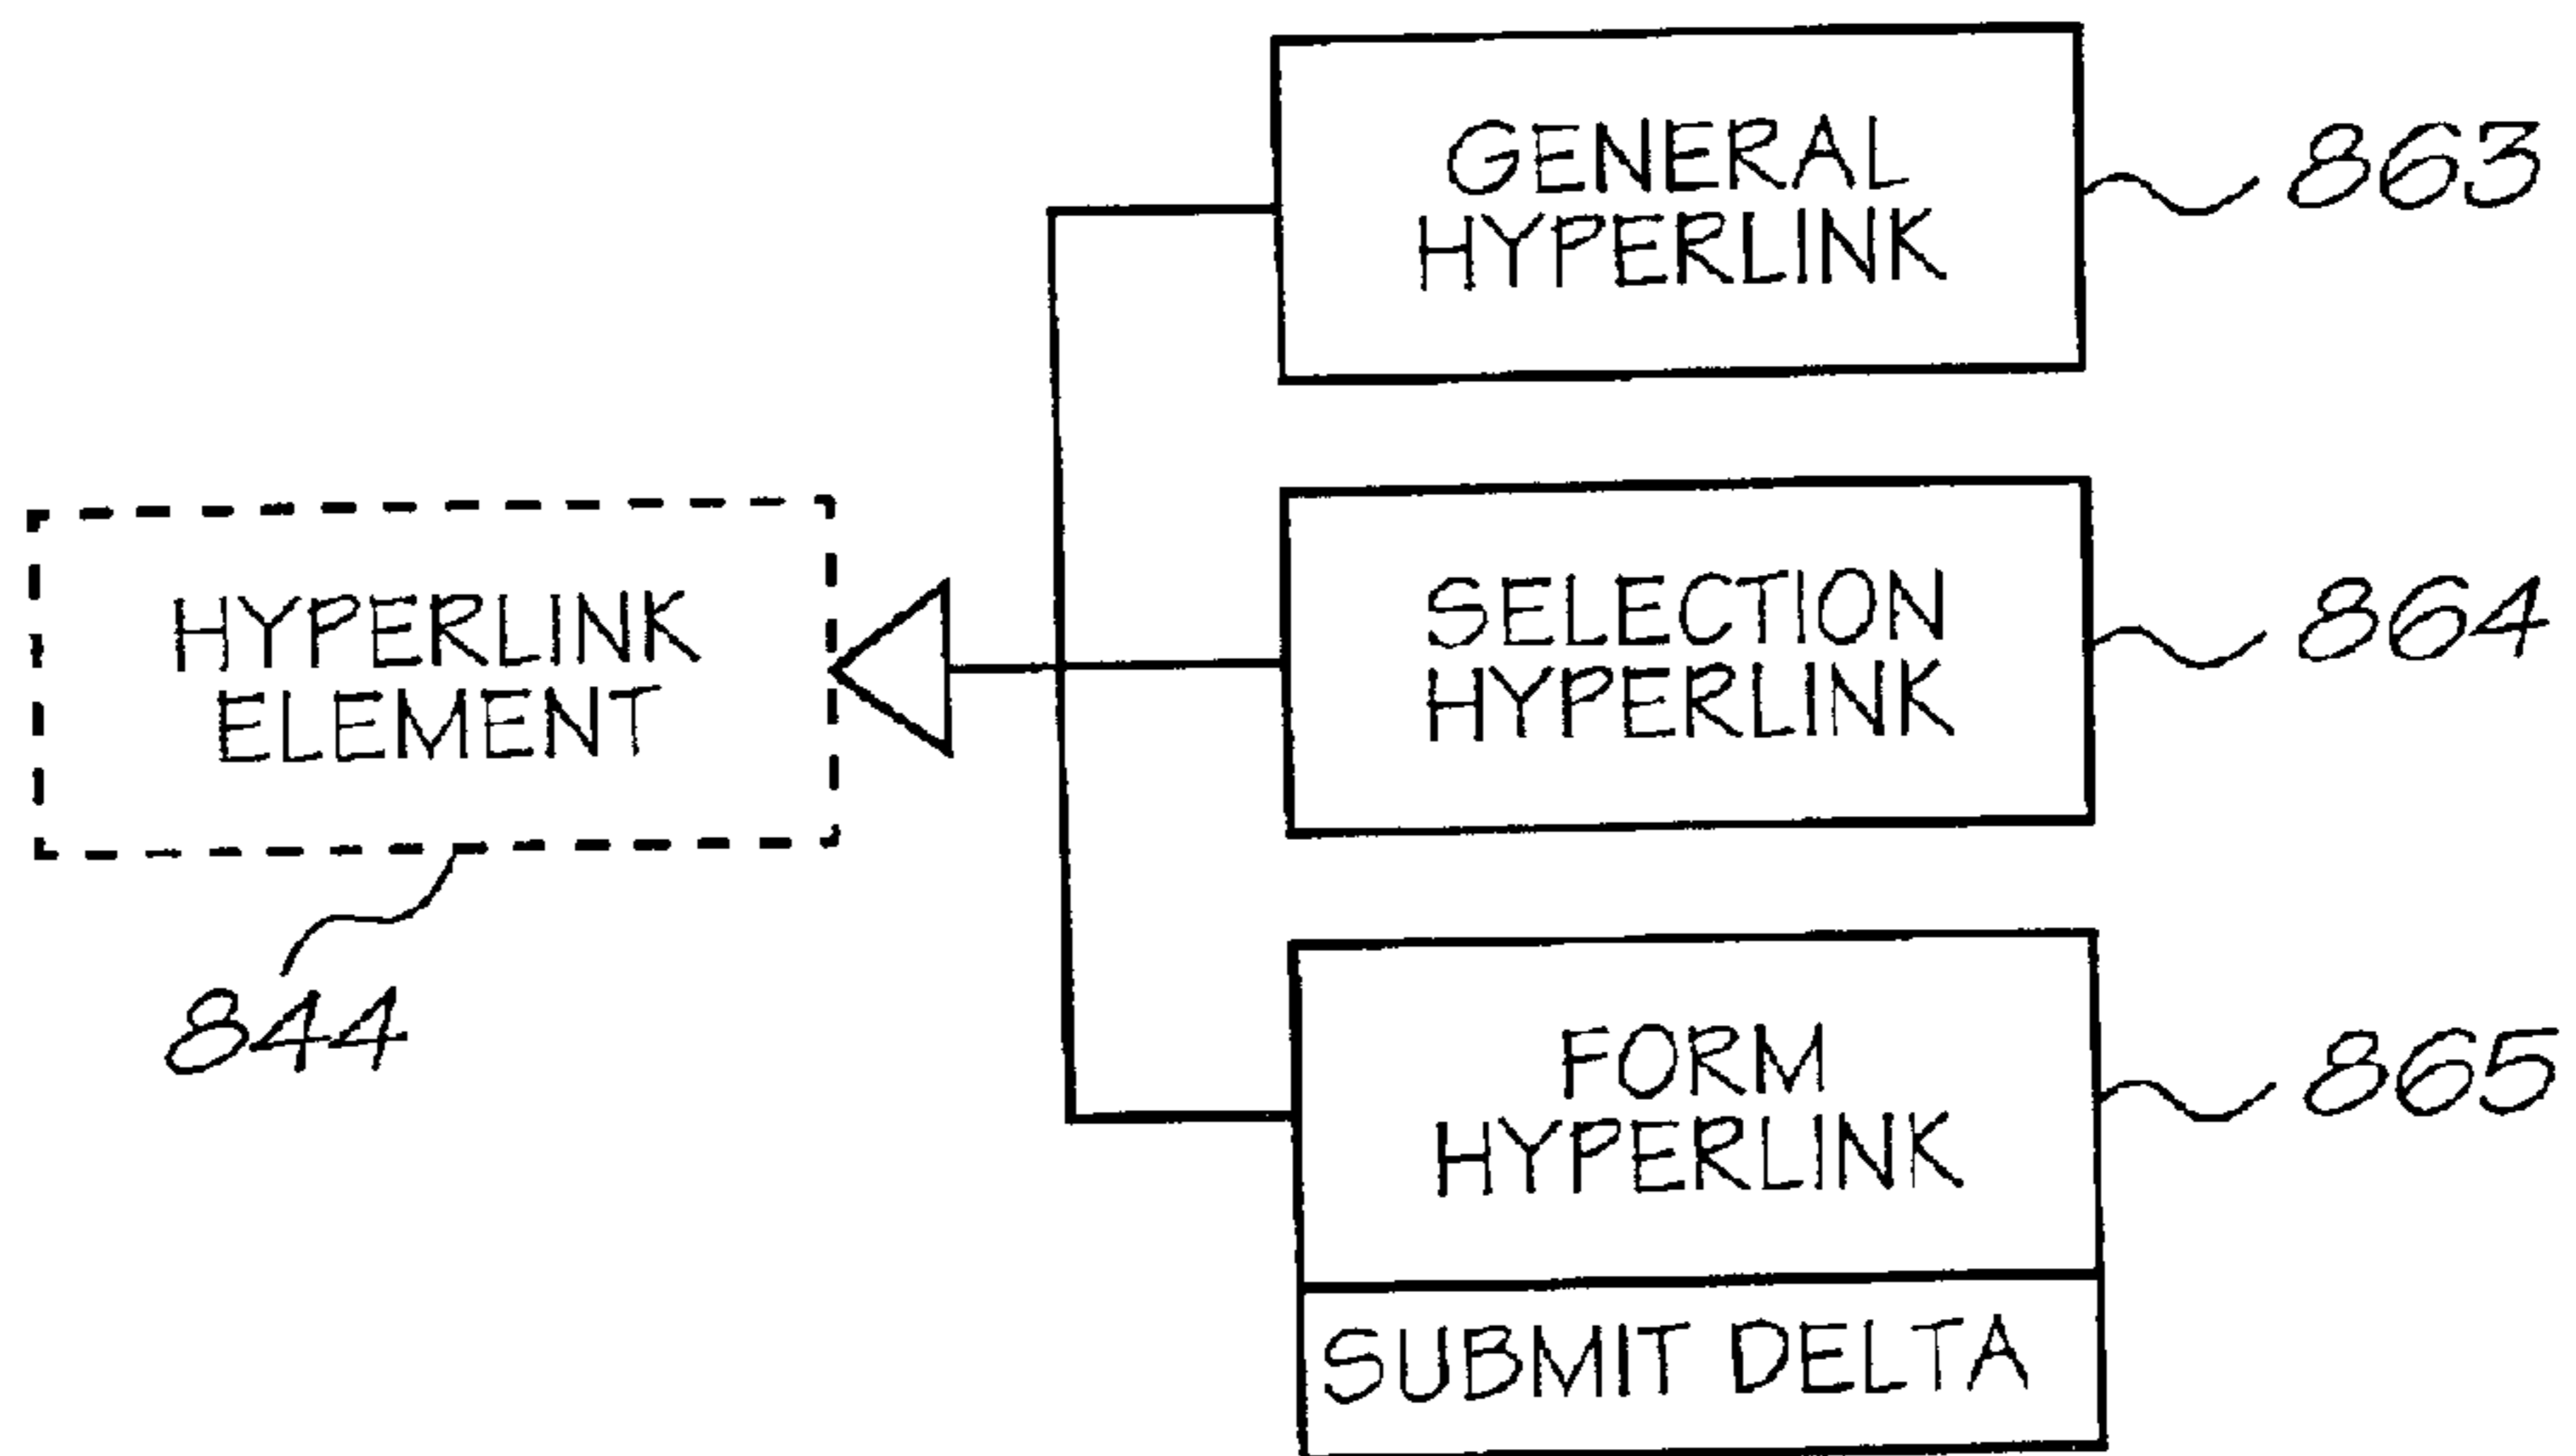 GENERAL
HYPERLINK
863
HYPERLINK
ELEMENT
844
SELECTION
HYPERLINK
864
FORM
HYPERLINK
865
SUBMIT DELTA